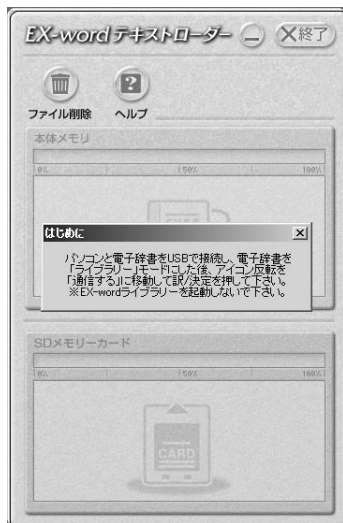 EX-word テキストローダー
終了
ファイル削除 ヘルプ
本体メモリ
0% 50% 100%
はじめに
パソコンと電子辞書をUSBで接続し、電子辞書を
「ライブラリー」モードにした後、アイコン反転を
「通信する」に移動して訳/決定を押して下さい。
※EX-wordライブラリーを起動しないで下さい。
SDメモリーカード
0% 50% 100%
CARD